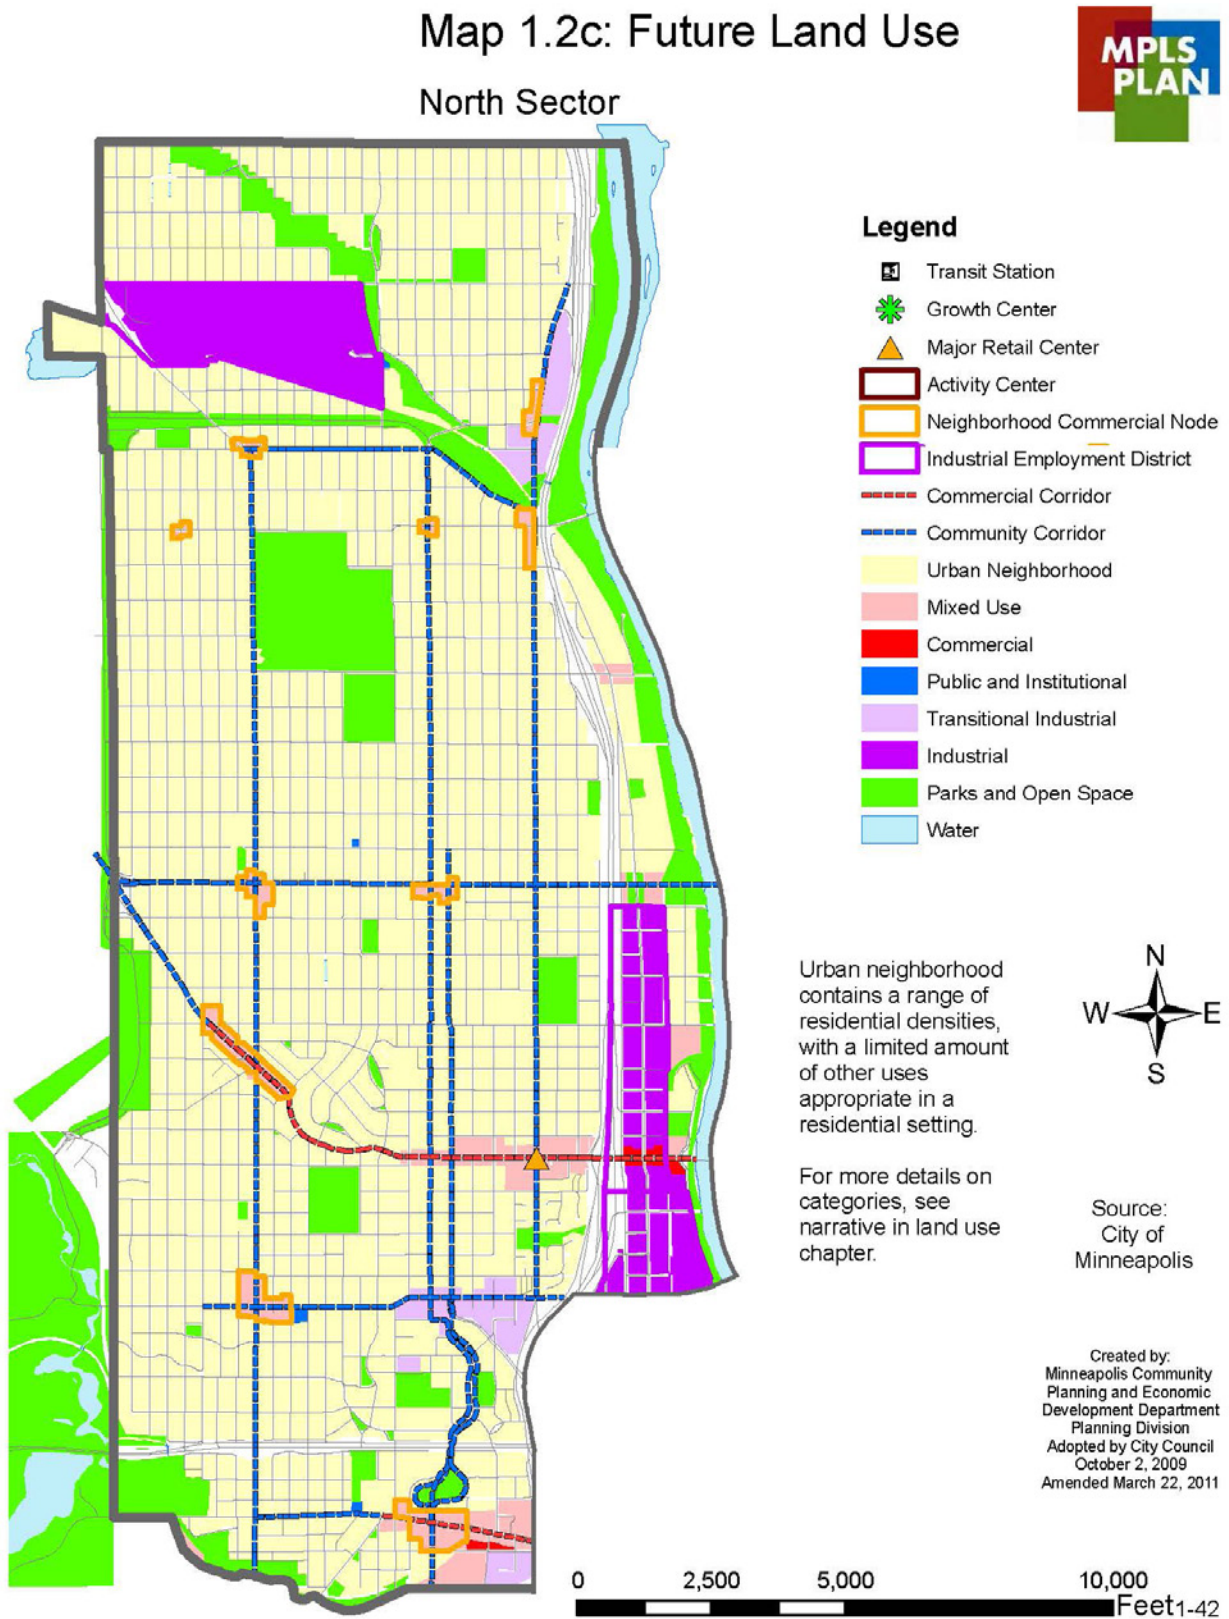 Map 1.2c: Future Land Use
North Sector
MPLS
PLAN
Legend
Transit Station
Growth Center
Major Retail Center
Activity Center
Neighborhood Commercial Node
Industrial Employment District
Commercial Corridor
Community Corridor
Urban Neighborhood
Mixed Use
Commercial
Public and Institutional
Transitional Industrial
Industrial
Parks and Open Space
Water
Urban neighborhood
contains a range of
residential densities,
with a limited amount
of other uses
appropriate in a
residential setting.
For more details on
categories, see
narrative in land use
chapter.
N
W E
S
Source:
City of
Minneapolis
Created by:
Minneapolis Community
Planning and Economic
Development Department
Planning Division
Adopted by City Council
October 2, 2009
Amended March 22, 2011
0 2,500 5,000 10,000
Feet
1-42